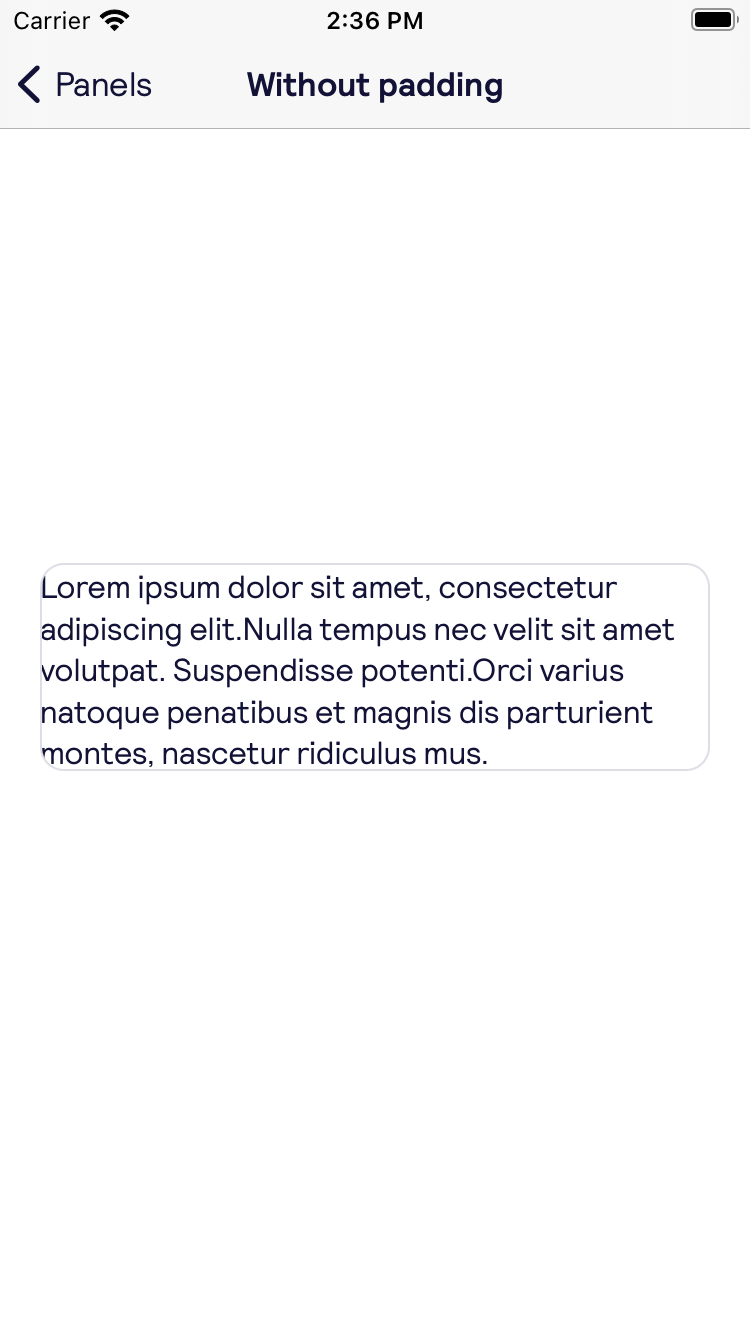 Carrier 2:36 PM
Panels Without padding
Lorem ipsum dolor sit amet, consectetur
adipiscing elit.Nulla tempus nec velit sit amet
volutpat. Suspendisse potenti.Orci varius
natoque penatibus et magnis dis parturient
montes, nascetur ridiculus mus.